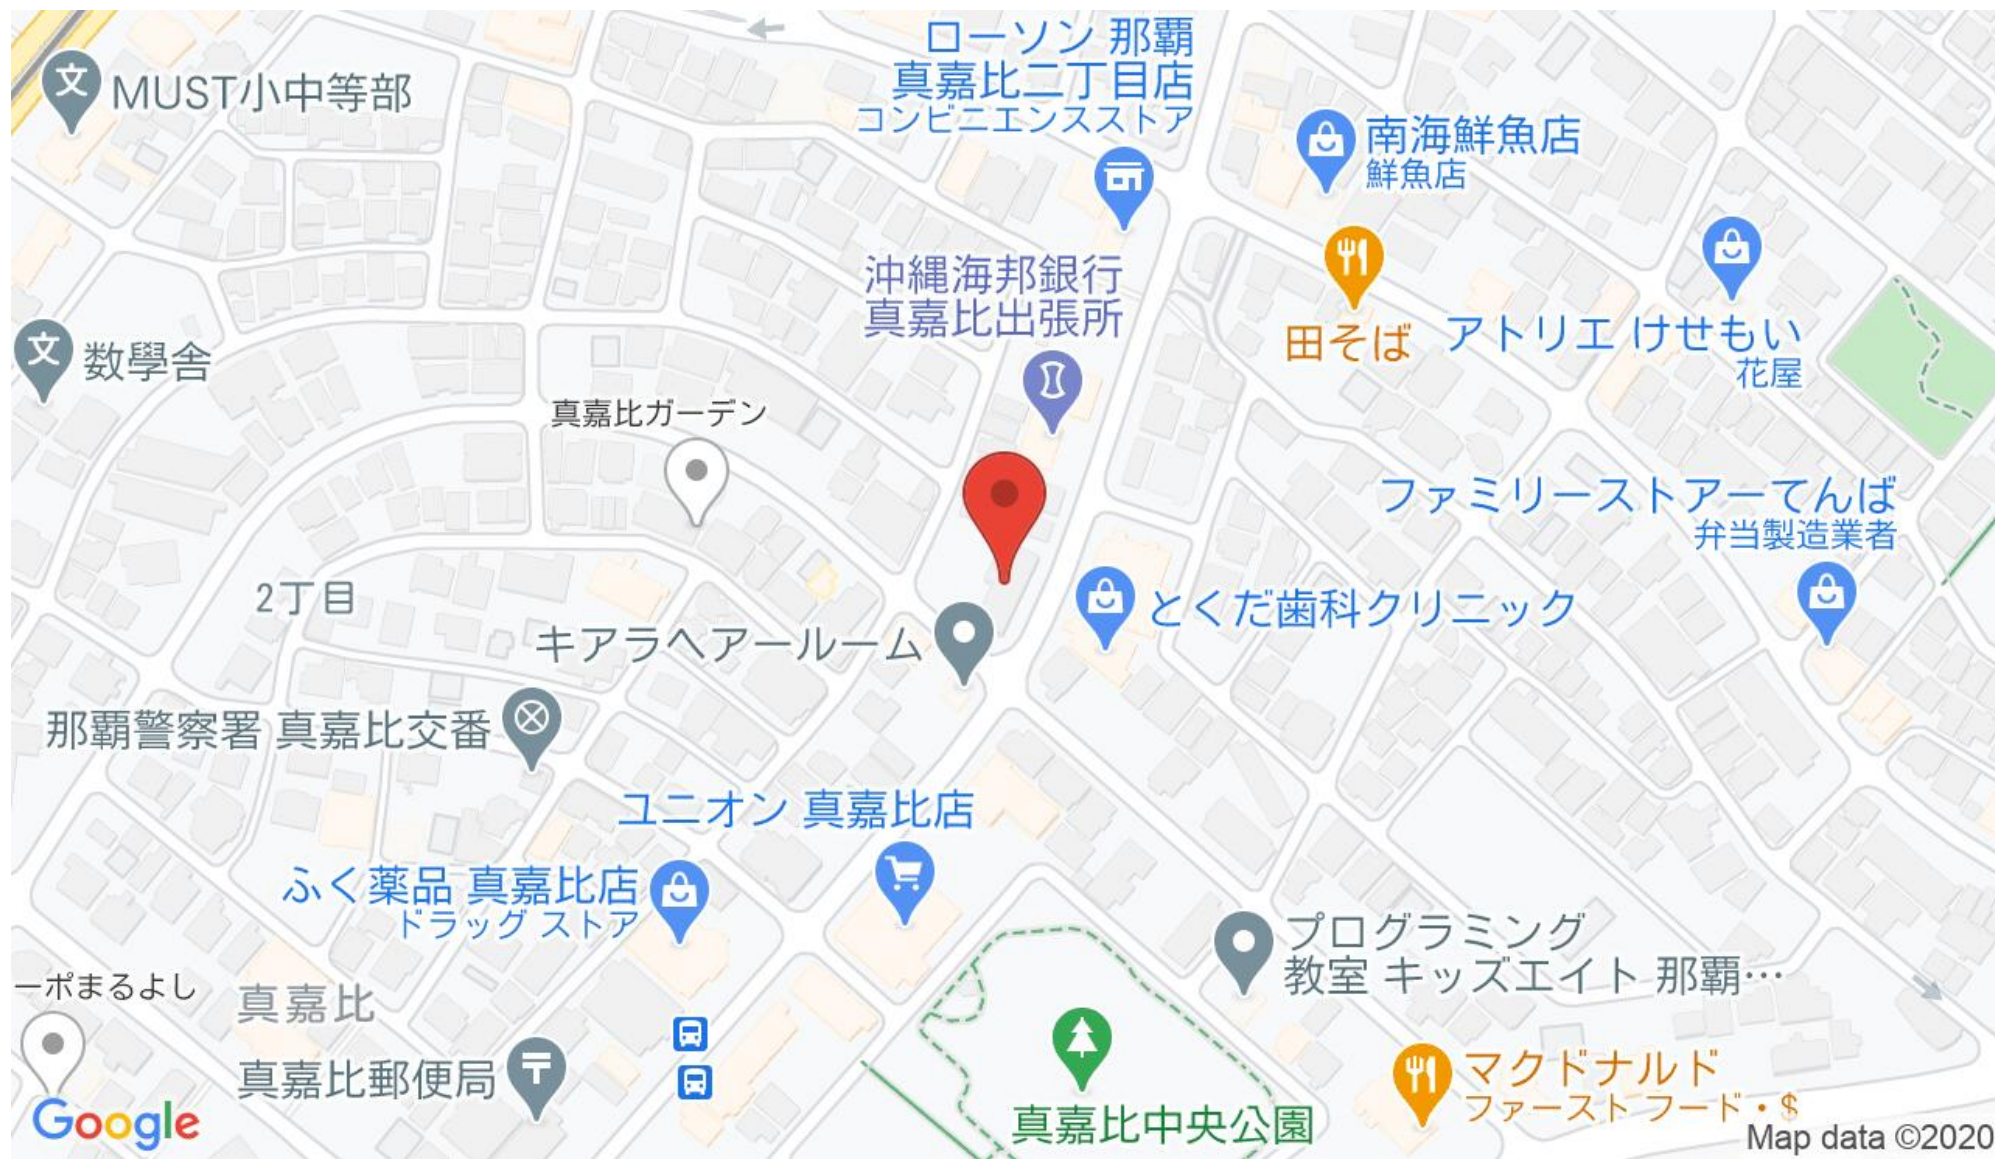 ローソン 那覇
真嘉比二丁目店
コンビニエンスストア
MUST小中等部
南海鮮魚店
鮮魚店
沖縄海邦銀行
真嘉比出張所
田そば
アトリエ けせもい
花屋
数學舎
真嘉比ガーデン
ファミリーストアーてんば
弁当製造業者
2丁目
とくだ歯科クリニック
キアラヘアールーム
那覇警察署 真嘉比交番
ユニオン 真嘉比店
ふく薬品 真嘉比店
ドラッグ ストア
プログラミング
教室 キッズエイト 那覇…
ーポまるよし
真嘉比
真嘉比郵便局
マクドナルド
ファースト フード・$
真嘉比中央公園
Google
Map data ©2020